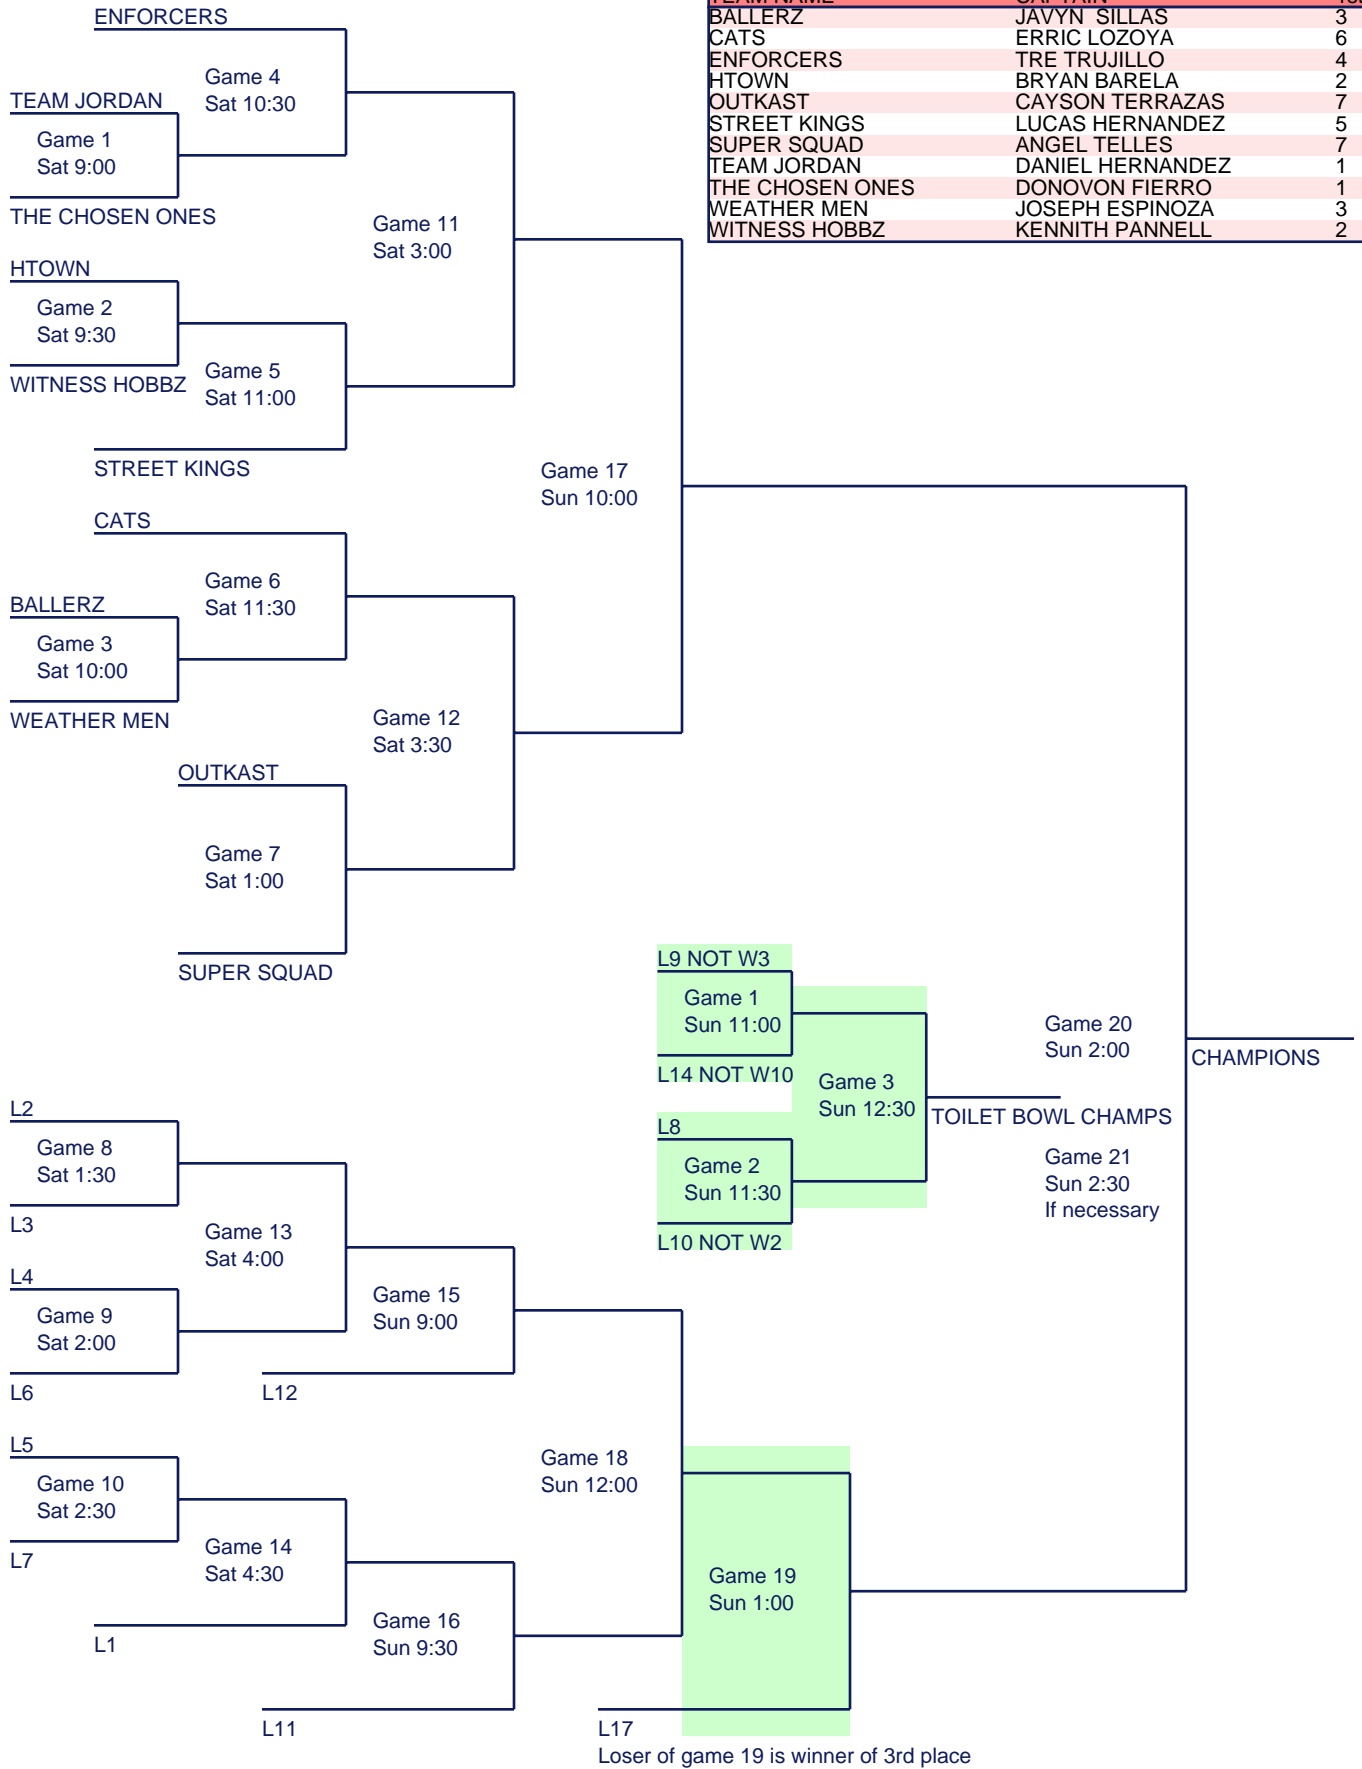 BALLERZ JAVYN SILLAS 3
CATS ERRIC LOZOYA 6
ENFORCERS TRE TRUJILLO 4
HTOWN BRYAN BARELA 2
OUTKAST CAYSON TERRAZAS 7
STREET KINGS LUCAS HERNANDEZ 5
SUPER SQUAD ANGEL TELLES 7
TEAM JORDAN DANIEL HERNANDEZ 1
THE CHOSEN ONES DONOVON FIERRO 1
WEATHER MEN JOSEPH ESPINOZA 3
WITNESS HOBBZ KENNITH PANNELL 2
ENFORCERS
Game 4
Sat 10:30
TEAM JORDAN
Game 1
Sat 9:00
THE CHOSEN ONES
Game 11
Sat 3:00
HTOWN
Game 2
Sat 9:30
WITNESS HOBBZ
Game 5
Sat 11:00
STREET KINGS
Game 17
Sun 10:00
CATS
Game 6
Sat 11:30
BALLERZ
Game 3
Sat 10:00
WEATHER MEN
Game 12
Sat 3:30
OUTKAST
Game 7
Sat 1:00
SUPER SQUAD
L9 NOT W3
Game 1
Sun 11:00
L14 NOT W10
Game 3
Sun 12:30
L8
Game 2
Sun 11:30
L10 NOT W2
TOILET BOWL CHAMPS
Game 20
Sun 2:00
CHAMPIONS
Game 21
Sun 2:30
If necessary
L2
Game 8
Sat 1:30
L3
Game 13
Sat 4:00
L4
Game 9
Sat 2:00
L6
Game 15
Sun 9:00
L12
L5
Game 10
Sat 2:30
L7
Game 14
Sat 4:30
L1
Game 16
Sun 9:30
L11
Game 18
Sun 12:00
Game 19
Sun 1:00
L17
Loser of game 19 is winner of 3rd place